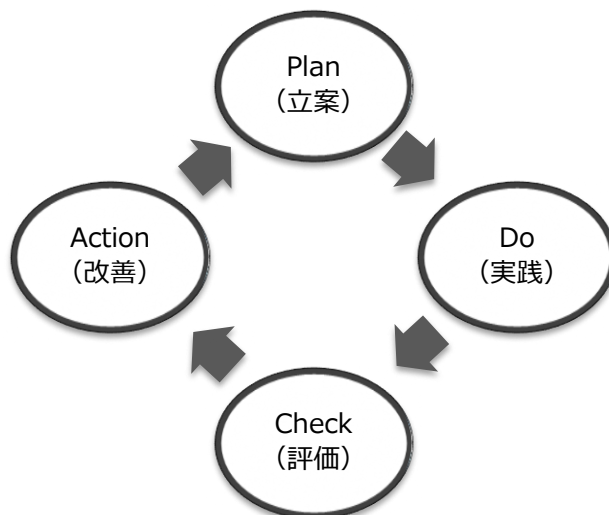 Plan
（立案）
Do
（実践）
Check
（評価）
Action
（改善）